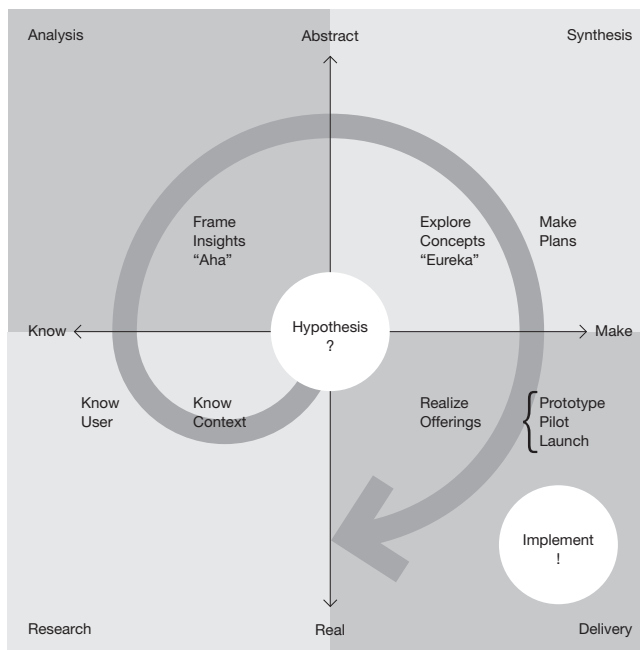 Analysis
Abstract
Synthesis
Frame
Insights
“Aha”
Explore
Concepts
“Eureka”
Make
Plans
Know
Hypothesis
?
Make
Know
User
Know
Context
Realize
Offerings
Prototype
Pilot
Launch
Implement
!
Research
Real
Delivery